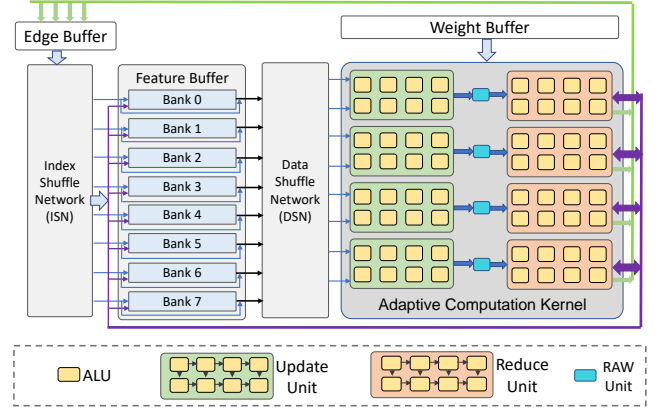 Edge Buffer
Weight Buffer
Index
Shuffle
Network
(ISN)
Feature Buffer
Bank 0
Bank 1
Bank 2
Bank 3
Bank 4
Bank 5
Bank 6
Bank 7
Data
Shuffle
Network
(DSN)
Adaptive Computation Kernel
ALU
Update
Unit
Reduce
Unit
RAW
Unit